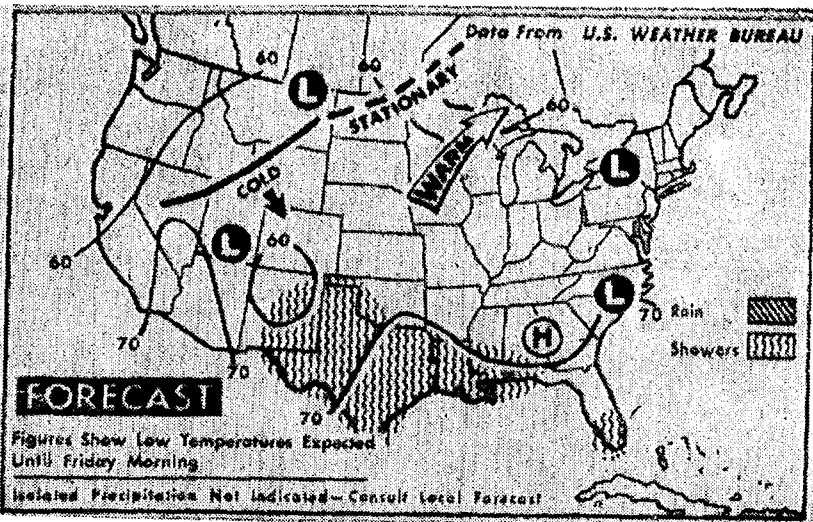 Data From U.S. WEATHER BUREAU
60
60
60
L
STATIONARY
WARM
L
COLD
L
60
60
L
70
Rain
H
Showers
70
70
FORECAST
70
Figures Show Low Temperatures Expected
Until Friday Morning
Isolated Precipitation Not Indicated — Consult Local Forecast